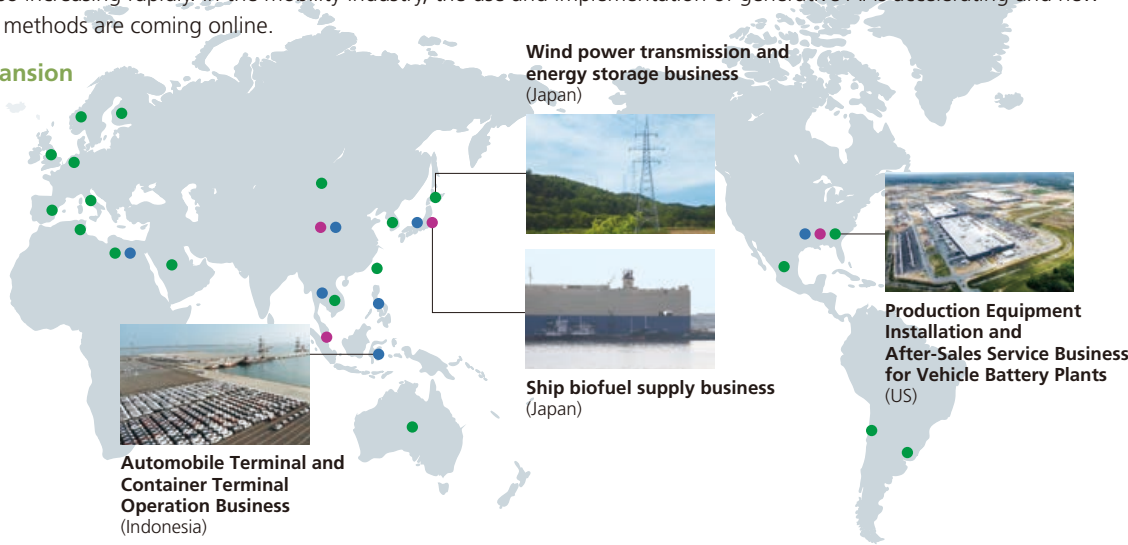 methods are coming online.
ansion
Wind power transmission and
energy storage business
(Japan)
Ship biofuel supply business
(Japan)
Production Equipment
Installation and
After-Sales Service Business
for Vehicle Battery Plants
(US)
Automobile Terminal and
Container Terminal
Operation Business
(Indonesia)